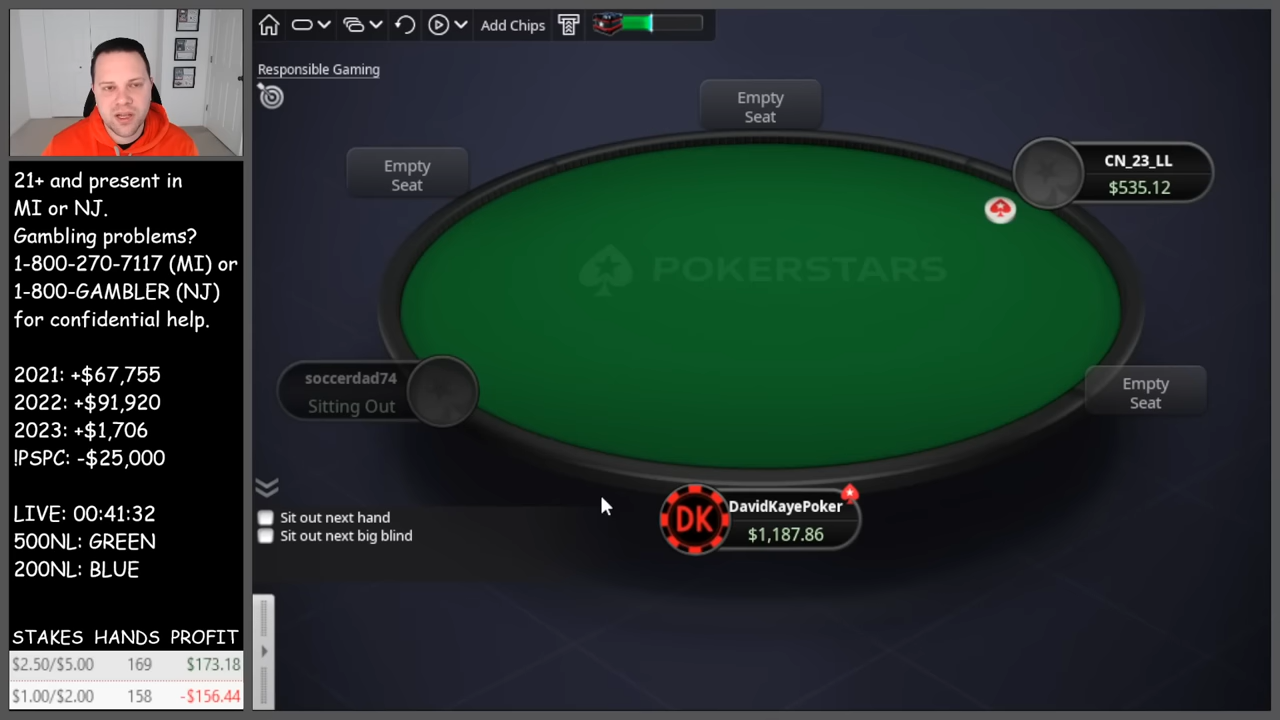 21+ and present in
MI or NJ.
Gambling problems?
1-800-270-7117 (MI) or
1-800-GAMBLER (NJ)
for confidential help.
2021: +$67,755
2022: +$91,920
2023: +$1,706
!PSPC: -$25,000
LIVE: 00:41:32
500NL: GREEN
200NL: BLUE
STAKES HANDS PROFIT
$2.50/$5.00 169 $173.18
$1.00/$2.00 158 -$156.44
Add Chips
Responsible Gaming
Empty
Seat
Empty
Seat
CN_23_LL
$535.12
POKERSTARS
soccerdad74
Sitting Out
Empty
Seat
Sit out next hand
Sit out next big blind
DK
DavidKayePoker
$1,187.86